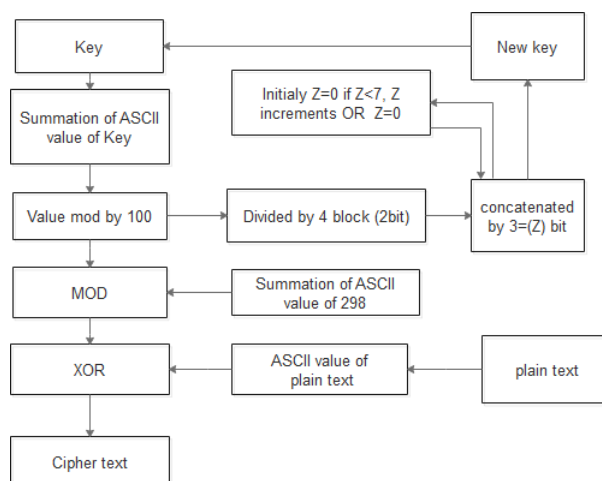 Key
New key
Initialy Z=0 if Z<7, Z
increments OR Z=0
Summation of ASCII
value of Key
Value mod by 100
Divided by 4 block (2bit)
concatenated
by 3=(Z) bit
MOD
Summation of ASCII
value of 298
XOR
ASCII value of
plain text
plain text
Cipher text